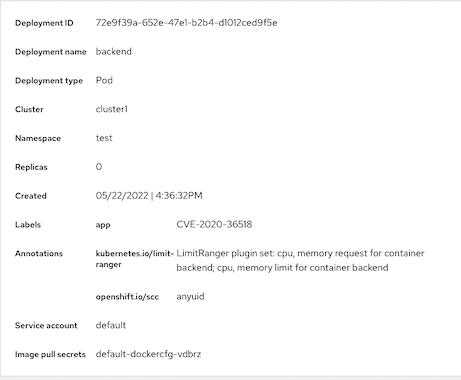 Deployment ID 72e9f39a-652e-47e1-b2b4-d1012ced9f5e
Deployment name backend
Deployment type Pod
Cluster cluster1
Namespace test
Replicas 0
Created 05/22/2022 | 4:36:32PM
Labels app CVE-2020-36518
Annotations kubernetes.io/limit-ranger LimitRanger plugin set: cpu, memory request for container
backend; cpu, memory limit for container backend
openshift.io/scc anyuid
Service account default
Image pull secrets default-dockercfg-vdbrz